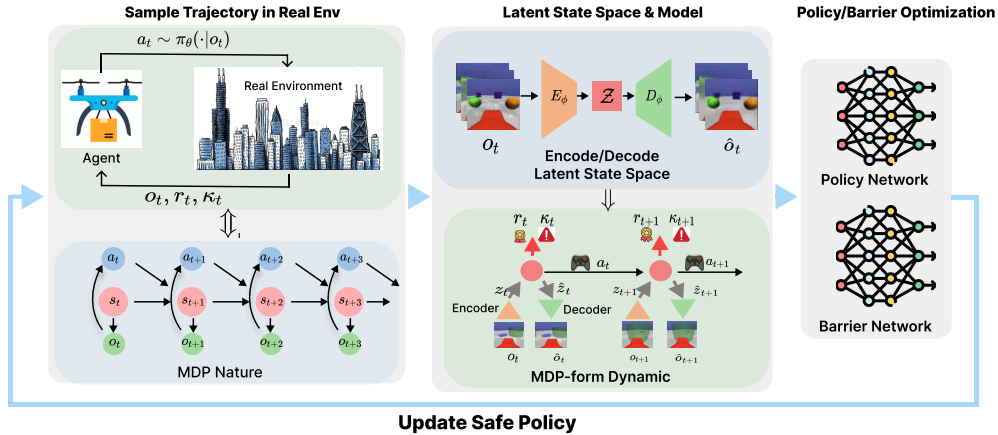 Sample Trajectory in Real Env
Latent State Space & Model
Policy/Barrier Optimization
a_t ∼ π_θ(·|o_t)
Real Environment
Agent
o_t, r_t, κ_t
a_t a_{t+1} a_{t+2} a_{t+3}
s_t s_{t+1} s_{t+2} s_{t+3}
o_t o_{t+1} o_{t+2} o_{t+3}
MDP Nature
E_ϕ Z D_ϕ
o_t ô_t
Encode/Decode
Latent State Space
r_t κ_t r_{t+1} κ_{t+1}
a_t a_{t+1}
z_t ẑ_t z_{t+1} ẑ_{t+1}
Encoder Decoder
o_t ô_t o_{t+1} ô_{t+1}
MDP-form Dynamic
Policy Network
Barrier Network
Update Safe Policy